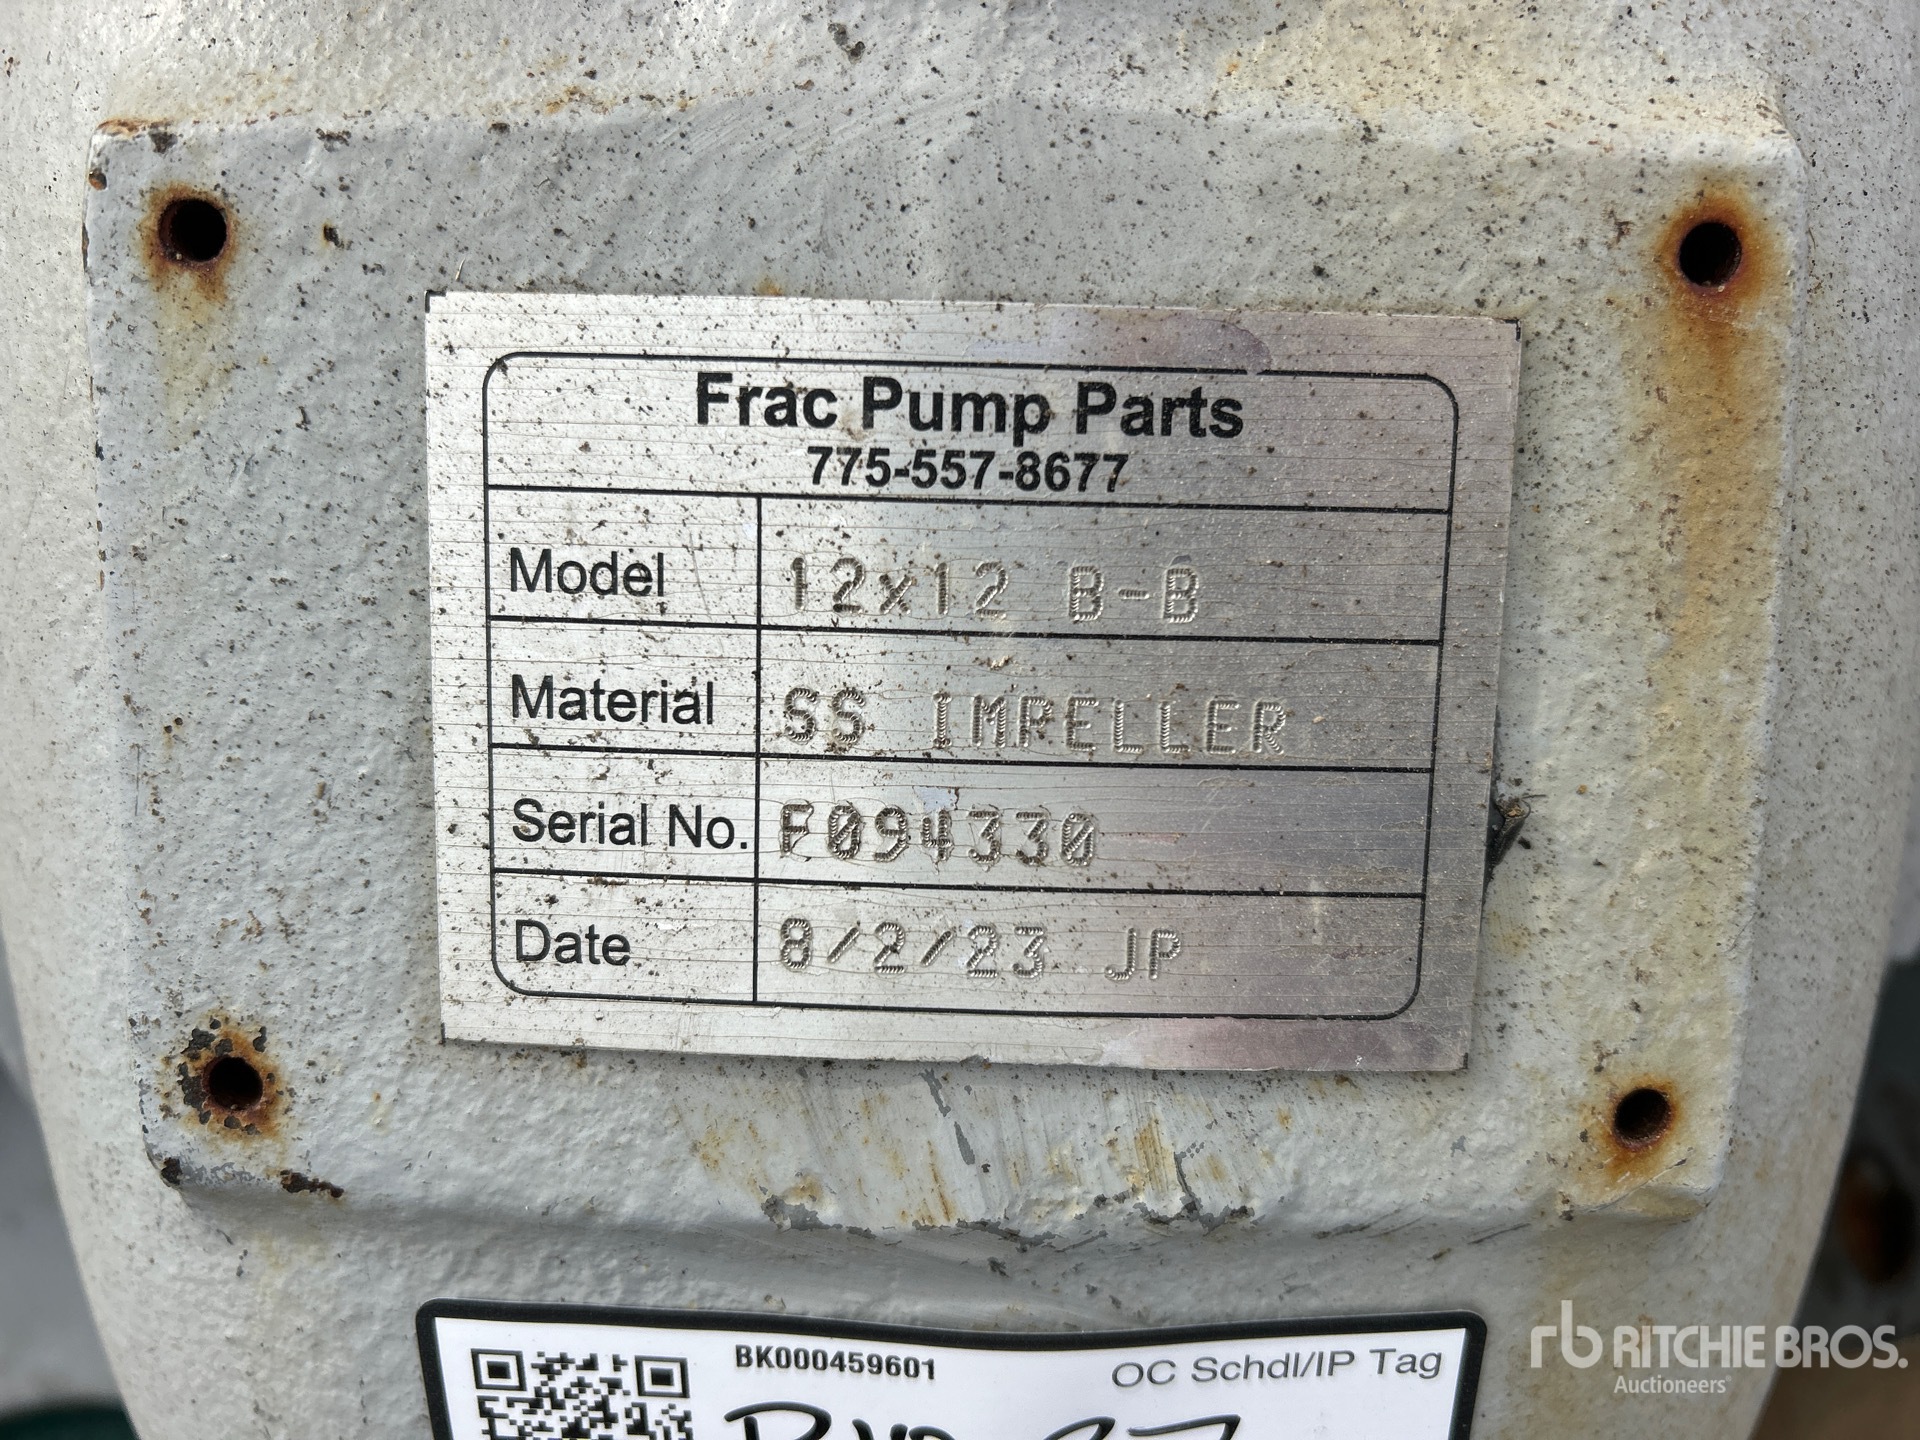 Frac Pump Parts
775-557-8677
Model 12x12 B-B
Material SS IMPELLER
Serial No. F094330
Date 8/2/23 JP
BK000459601 OC Schdl/IP Tag
rb RITCHIE BROS.
Auctioneers